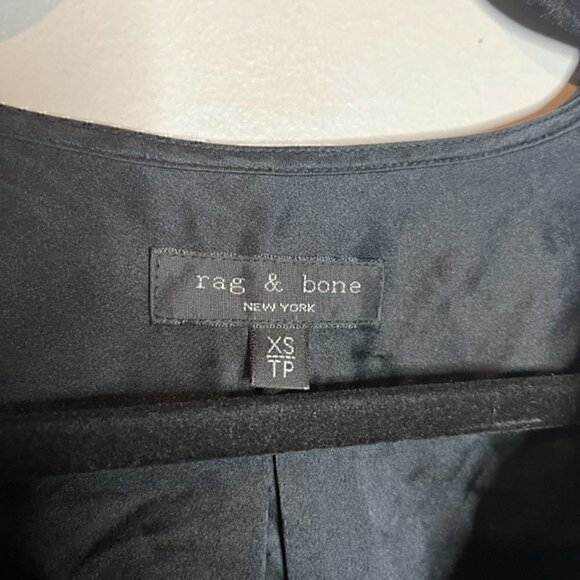 rag & bone
NEW YORK
XS
TP